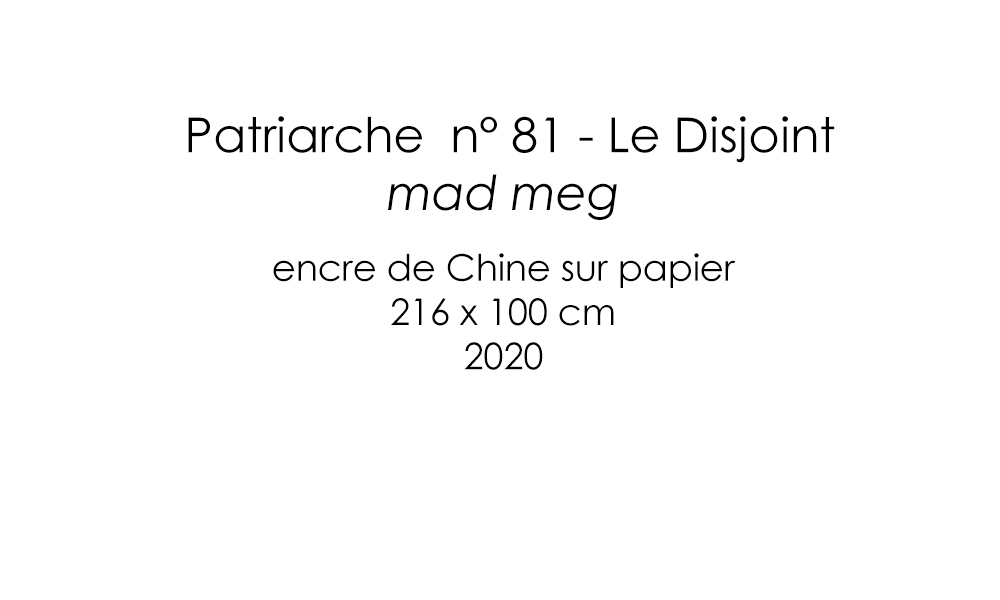 Patriarche n° 81 - Le Disjoint
mad meg
encre de Chine sur papier
216 x 100 cm
2020